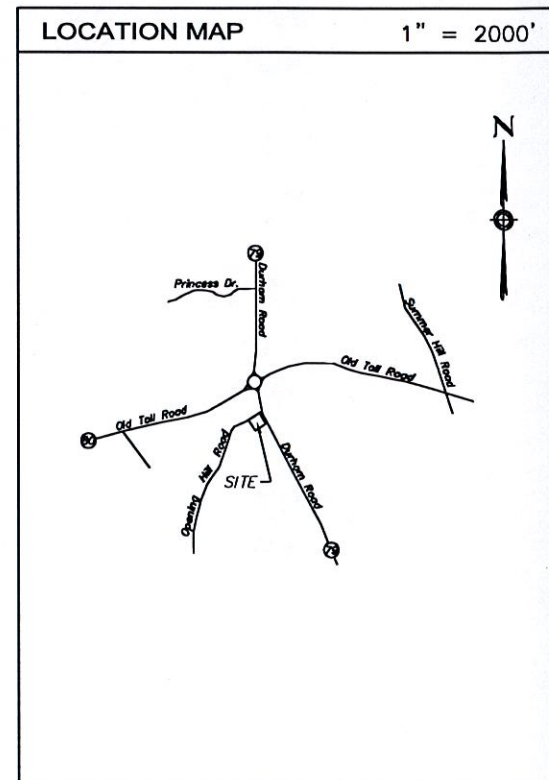 LOCATION MAP 1" = 2000'
N
79
Durham Road
Princess Dr.
Summer Hill Road
Old Toll Road
Old Toll Road
80
Opening Hill Road
SITE
Durham Road
79